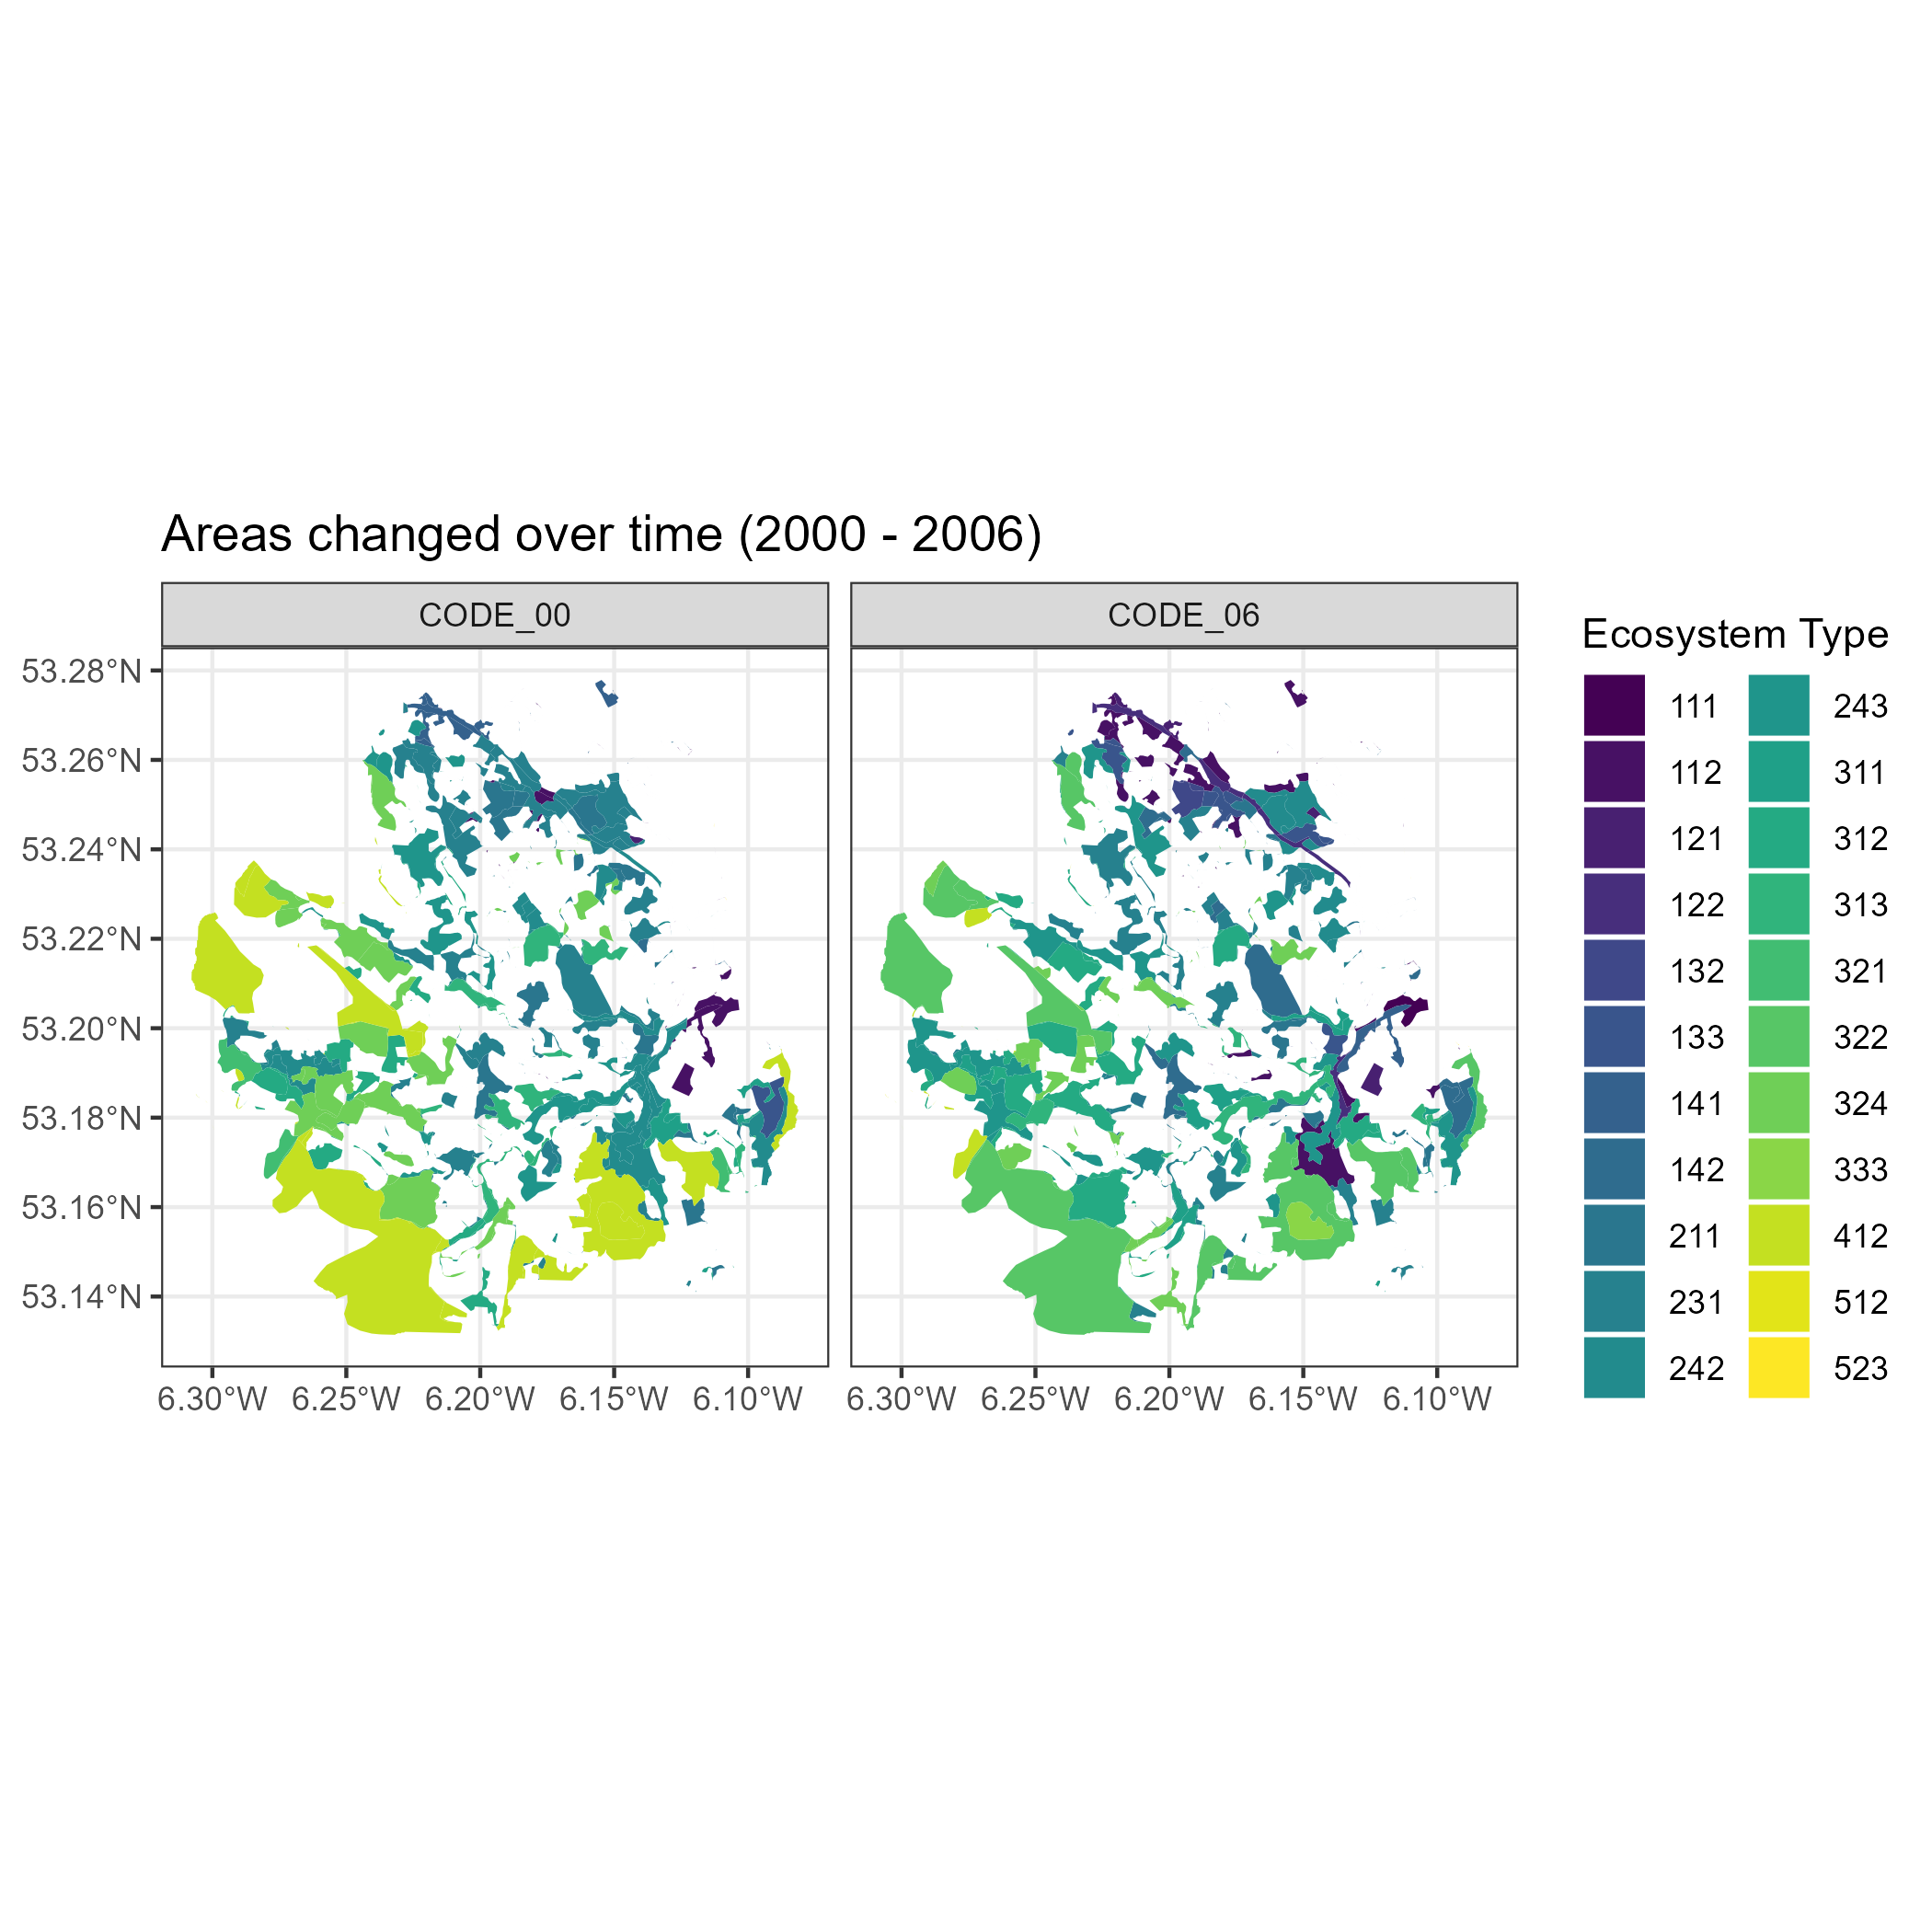 Areas changed over time (2000 - 2006)
CODE_00
CODE_06
53.28°N
53.26°N
53.24°N
53.22°N
53.20°N
53.18°N
53.16°N
53.14°N
6.30°W 6.25°W 6.20°W 6.15°W 6.10°W
6.30°W 6.25°W 6.20°W 6.15°W 6.10°W
Ecosystem Type
111 243
112 311
121 312
122 313
132 321
133 322
141 324
142 333
211 412
231 512
242 523